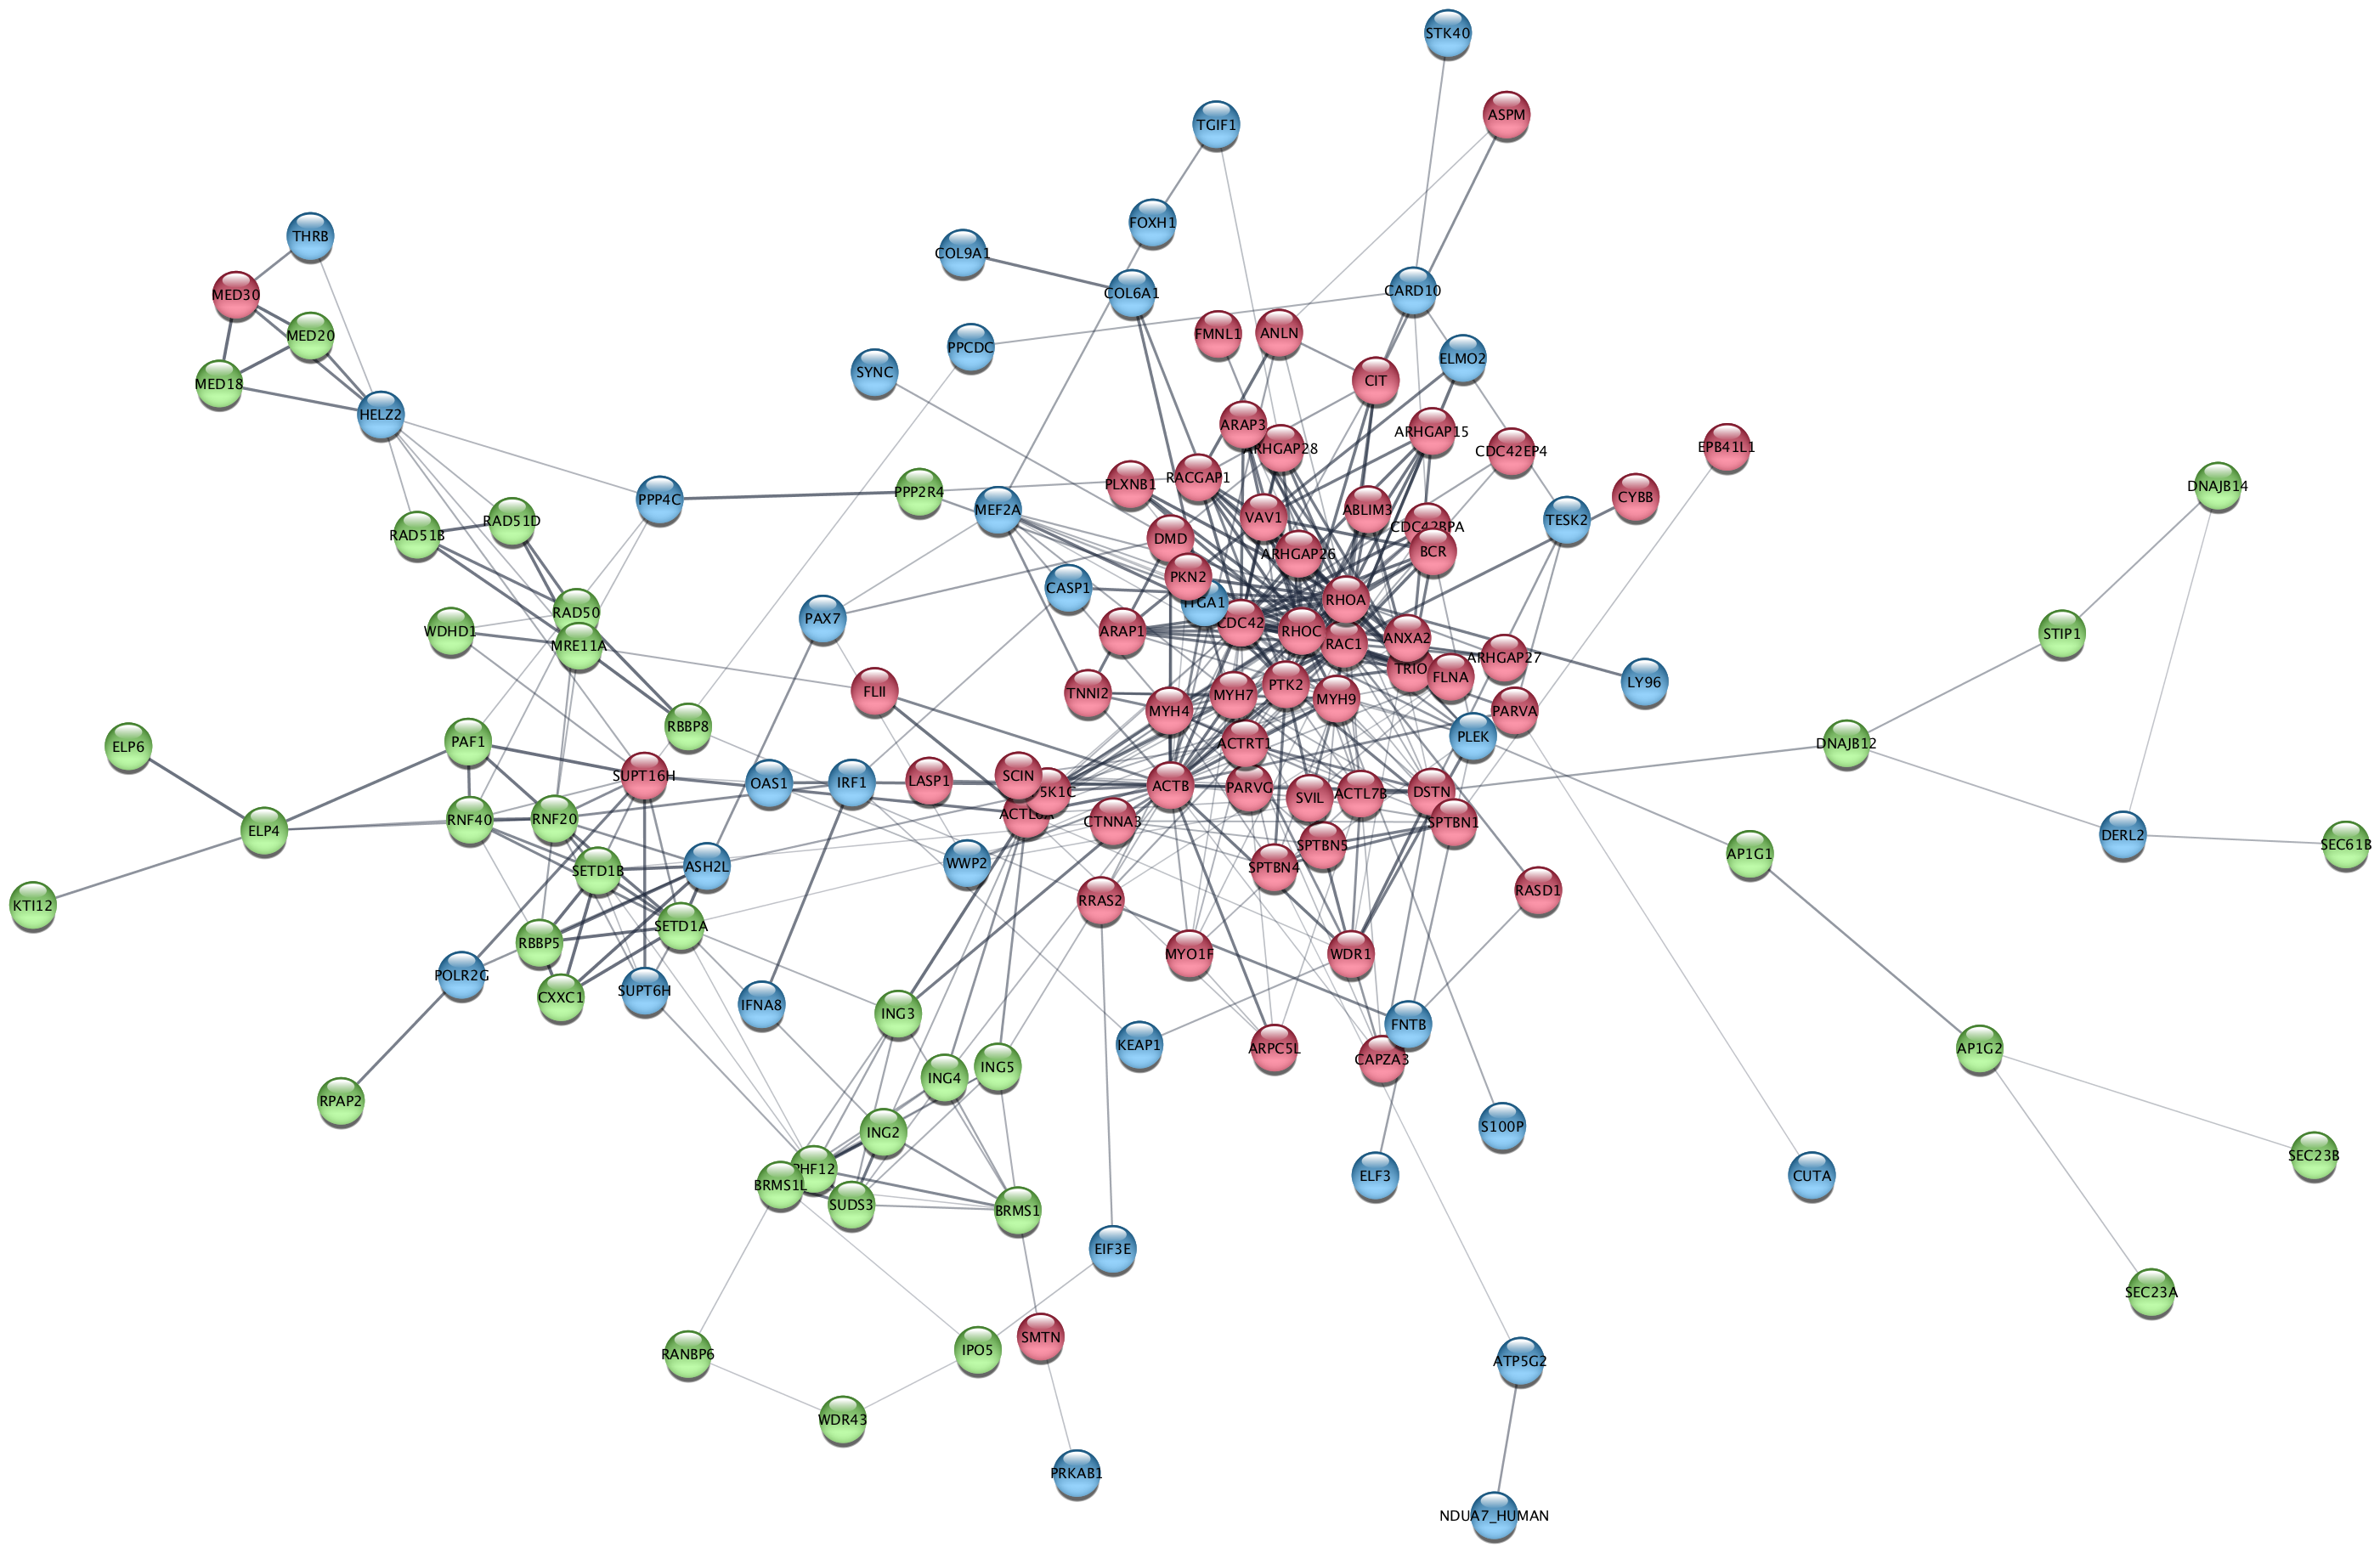 STK40
ASPM
TGIF1
FOXH1
THRB
COL9A1
COL6A1
CARD10
MED30
MED20
FMNL1
ANLN
PPCDC
ELMO2
SYNC
CIT
MED18
HELZ2
ARAP3
ARHGAP15
ARHGAP28
CDC42EP4
EPB41L1
RACGAP1
PLXNB1
DNAJB14
PPP2R4
PPP4C
CYBB
MEF2A
VAV1
ABLIM3
RAD51D
TESK2
CDC42BPA
RAD51B
DMD
BCR
ARHGAP26
PKN2
CASP1
RHOA
ITGA1
RAD50
PAX7
CDC42
WDHD1
ARAP1
RHOC
STIP1
ANXA2
MRE11A
RAC1
ARHGAP27
TRIO
FLNA
LY96
PTK2
FLII
TNNI2
MYH7
MYH9
MYH4
PARVA
RBBP8
PLEK
PAF1
ELP6
ACTRT1
DNAJB12
SUPT16H
SCIN
OAS1
IRF1
LASP1
5K1C
ACTB
PARVG
SVIL
ACTL7B
DSTN
ACTL6A
RNF40
RNF20
CTNNA3
SPTBN1
ELP4
DERL2
SEC61B
SPTBN5
AP1G1
WWP2
ASH2L
SETD1B
SPTBN4
RASD1
RRAS2
KTI12
SETD1A
RBBP5
MYO1F
WDR1
POLR2G
SUPT6H
CXXC1
IFNA8
ING3
FNTB
KEAP1
ARPC5L
AP1G2
CAPZA3
ING5
ING4
RPAP2
S100P
ING2
SEC23B
PHF12
ELF3
CUTA
BRMS1L
SUDS3
BRMS1
EIF3E
SEC23A
SMTN
IPO5
RANBP6
ATP5G2
WDR43
PRKAB1
NDUA7_HUMAN